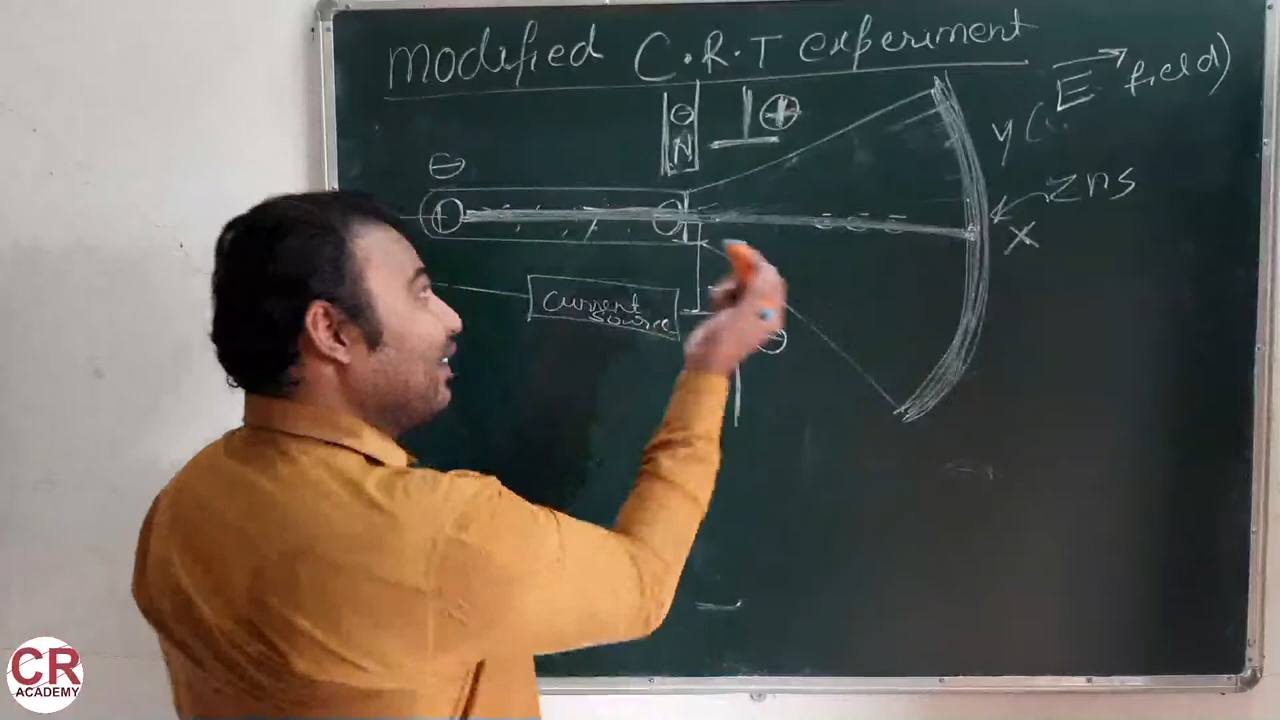 modified C.R.T experiment
E field)
y(
N
ZnS
X
Current
source
CR
ACADEMY